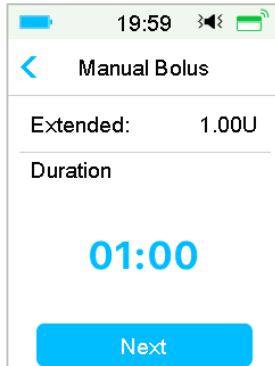 19:59
Manual Bolus
Extended: 1.00U
Duration
01:00
Next